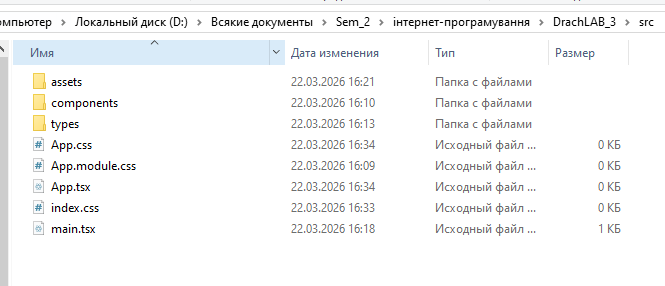 омпьютер > Локальный диск (D:) > Всякие документы > Sem_2 > інтернет-програмування > DrachLAB_3 > src
Имя Дата изменения Тип Размер
assets 22.03.2026 16:21 Папка с файлами
components 22.03.2026 16:10 Папка с файлами
types 22.03.2026 16:13 Папка с файлами
App.css 22.03.2026 16:34 Исходный файл ... 0 КБ
App.module.css 22.03.2026 16:09 Исходный файл ... 0 КБ
App.tsx 22.03.2026 16:34 Исходный файл ... 0 КБ
index.css 22.03.2026 16:33 Исходный файл ... 0 КБ
main.tsx 22.03.2026 16:18 Исходный файл ... 1 КБ